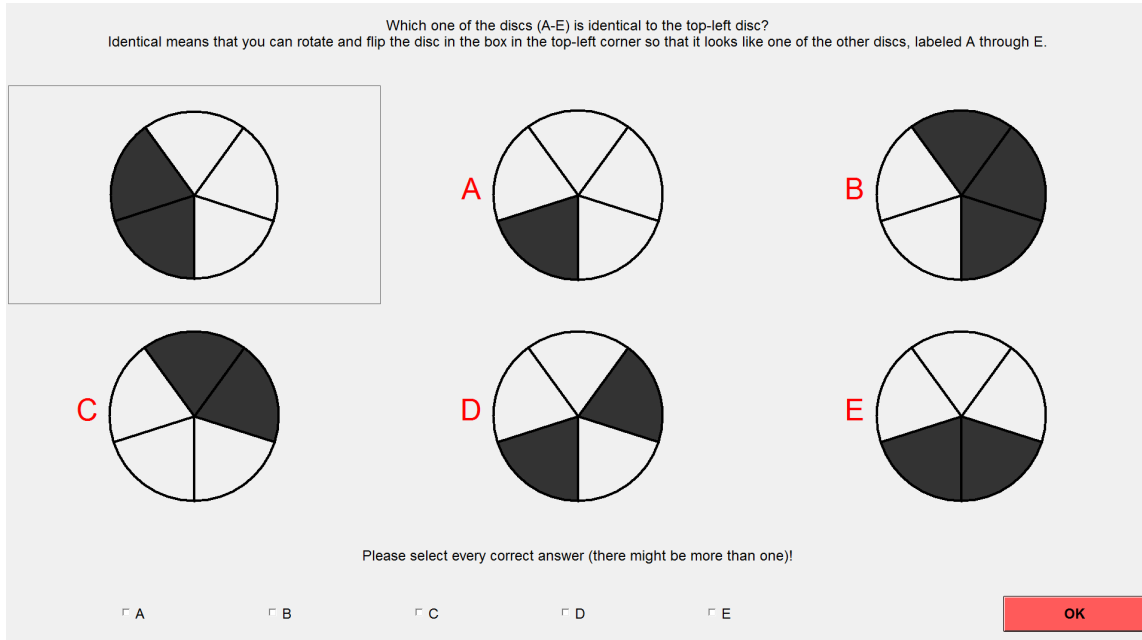 Which one of the discs (A-E) is identical to the top-left disc?
Identical means that you can rotate and flip the disc in the box in the top-left corner so that it looks like one of the other discs, labeled A through E.
A
B
C
D
E
Please select every correct answer (there might be more than one)!
A B C D E OK